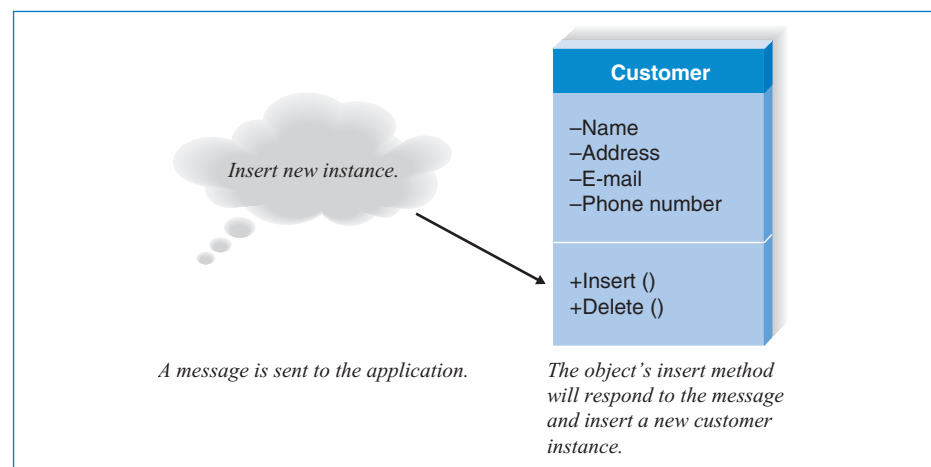 Customer
–Name
–Address
–E-mail
–Phone number
Insert new instance.
+Insert ()
+Delete ()
A message is sent to the application.
The object’s insert method
will respond to the message
and insert a new customer
instance.